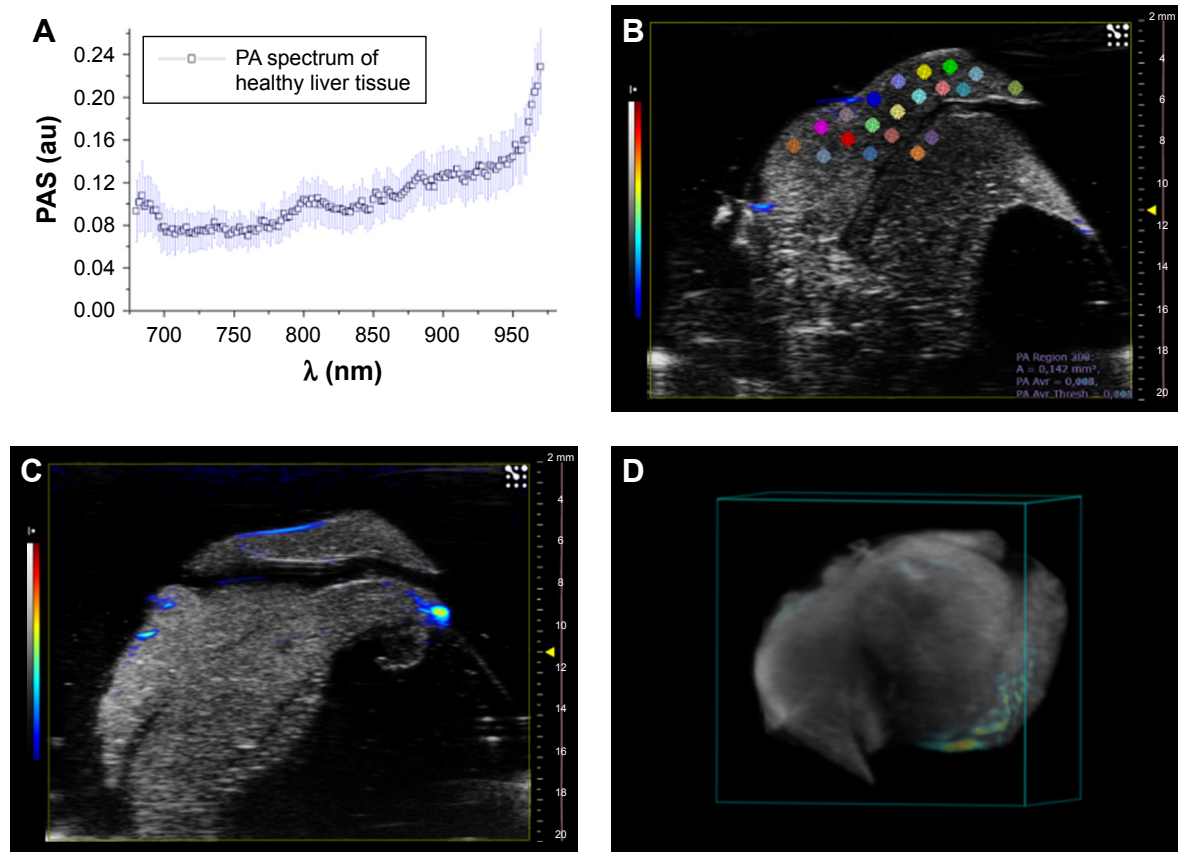 A
PA spectrum of
healthy liver tissue
PAS (au)
0.24
0.20
0.16
0.12
0.08
0.04
0.00
700 750 800 850 900 950
λ (nm)
B
2 mm
4
6
8
10
12
14
16
18
20
PA Region
A = 0,142 mm²,
PA Avr =
PA Avr Thresh =
C
2 mm
4
6
8
10
12
14
16
18
20
D